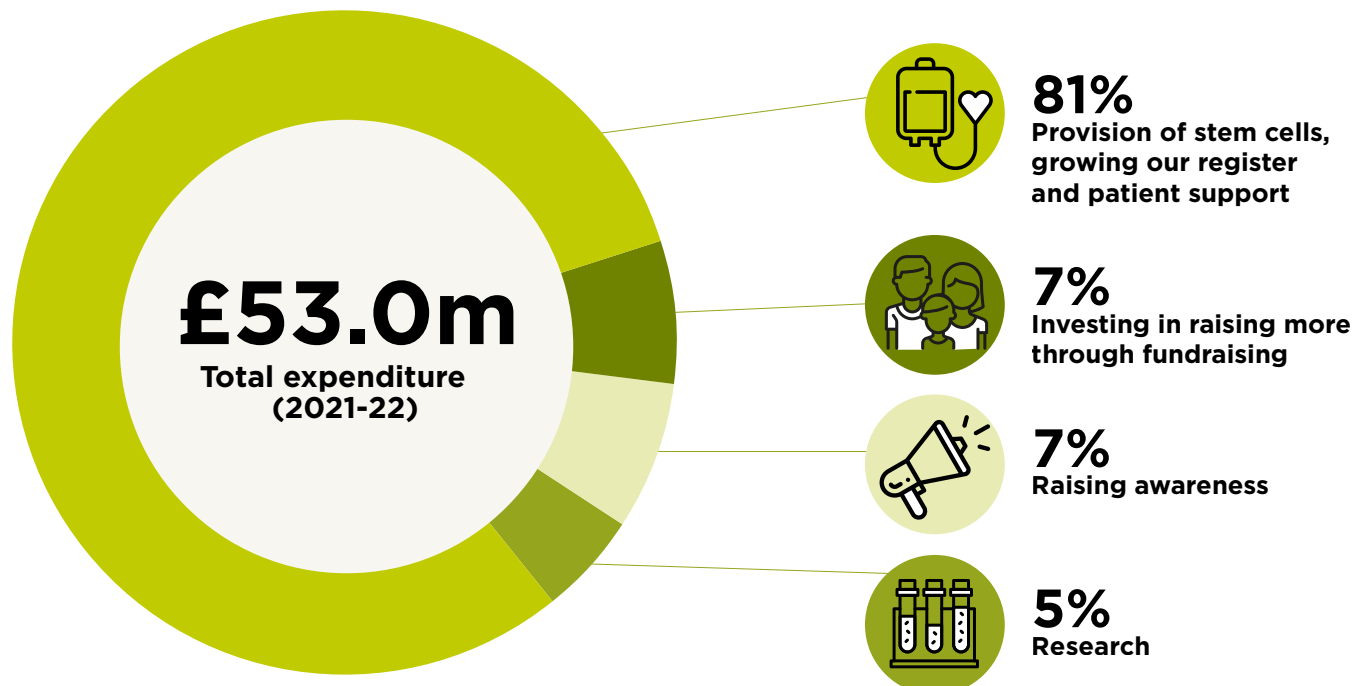 £53.0m
Total expenditure
(2021-22)
81%
Provision of stem cells,
growing our register
and patient support
7%
Investing in raising more
through fundraising
7%
Raising awareness
5%
Research